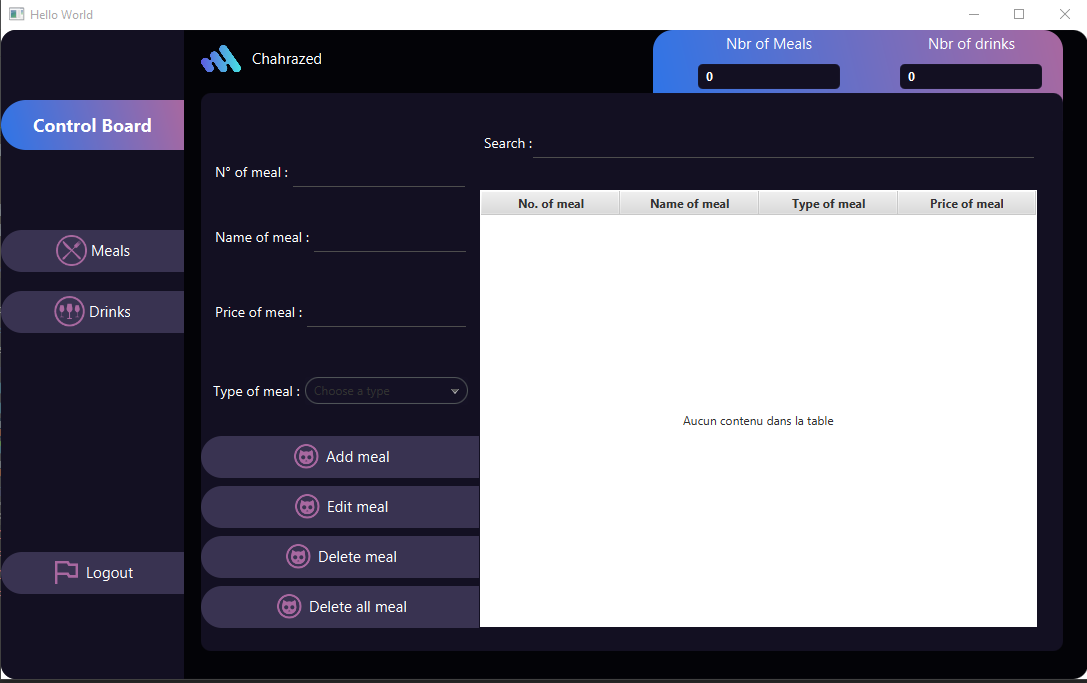 Hello World
Chahrazed
Nbr of Meals
Nbr of drinks
0
0
Control Board
Meals
Drinks
Logout
N° of meal :
Name of meal :
Price of meal :
Type of meal :
Choose a type
Add meal
Edit meal
Delete meal
Delete all meal
Search :
No. of meal
Name of meal
Type of meal
Price of meal
Aucun contenu dans la table